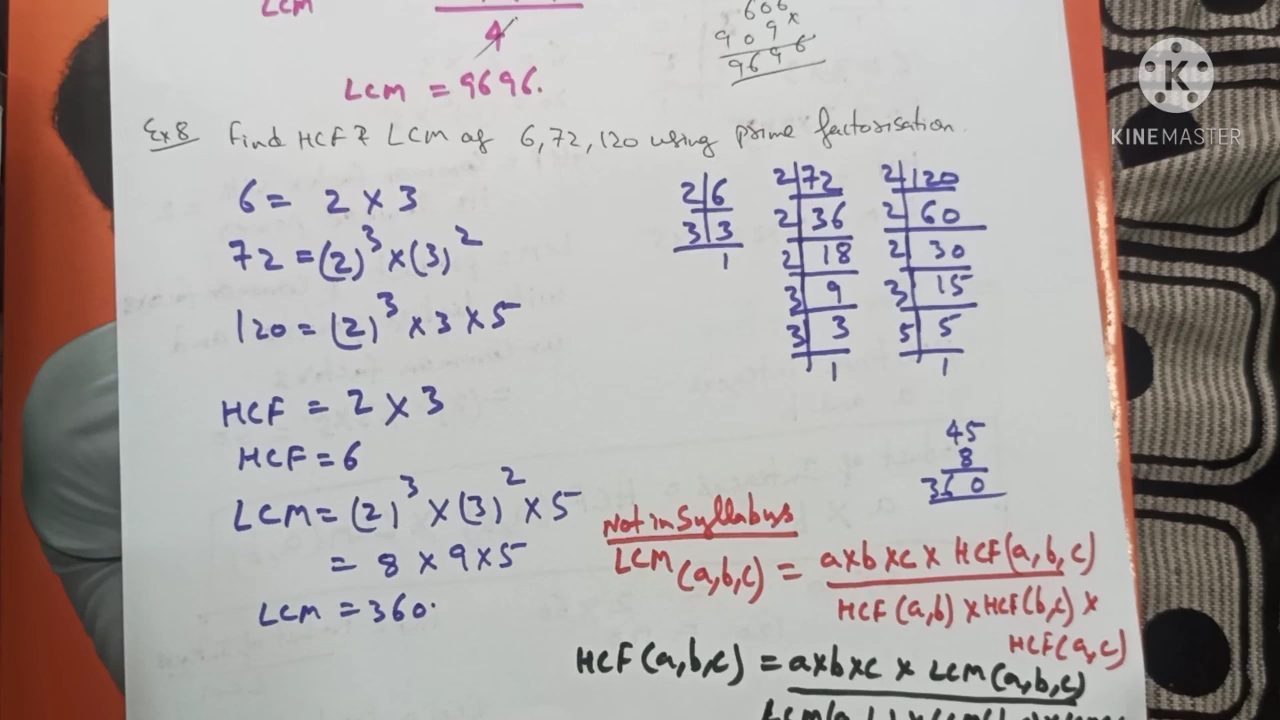 LCM
4
LCM = 9696.
606
909 x
9696
Ex 8 Find HCF & LCM of 6, 72, 120 using prime factorisation.
6 = 2 x 3
72 = (2)³ x (3)²
120 = (2)³ x 3 x 5
HCF = 2 x 3
HCF = 6
LCM = (2)³ x (3)² x 5
= 8 x 9 x 5
LCM = 360.
2|6
3|3
1
2|72
2|36
2|18
3|9
3|3
1
2|120
2|60
2|30
3|15
5|5
1
45
8
360
Not in Syllabus
LCM (a,b,c) = a x b x c x HCF (a,b,c)
HCF (a,b) x HCF (b,c) x
HCF (a,c)
HCF (a,b,c) = a x b x c x LCM (a,b,c)
K
KINEMASTER